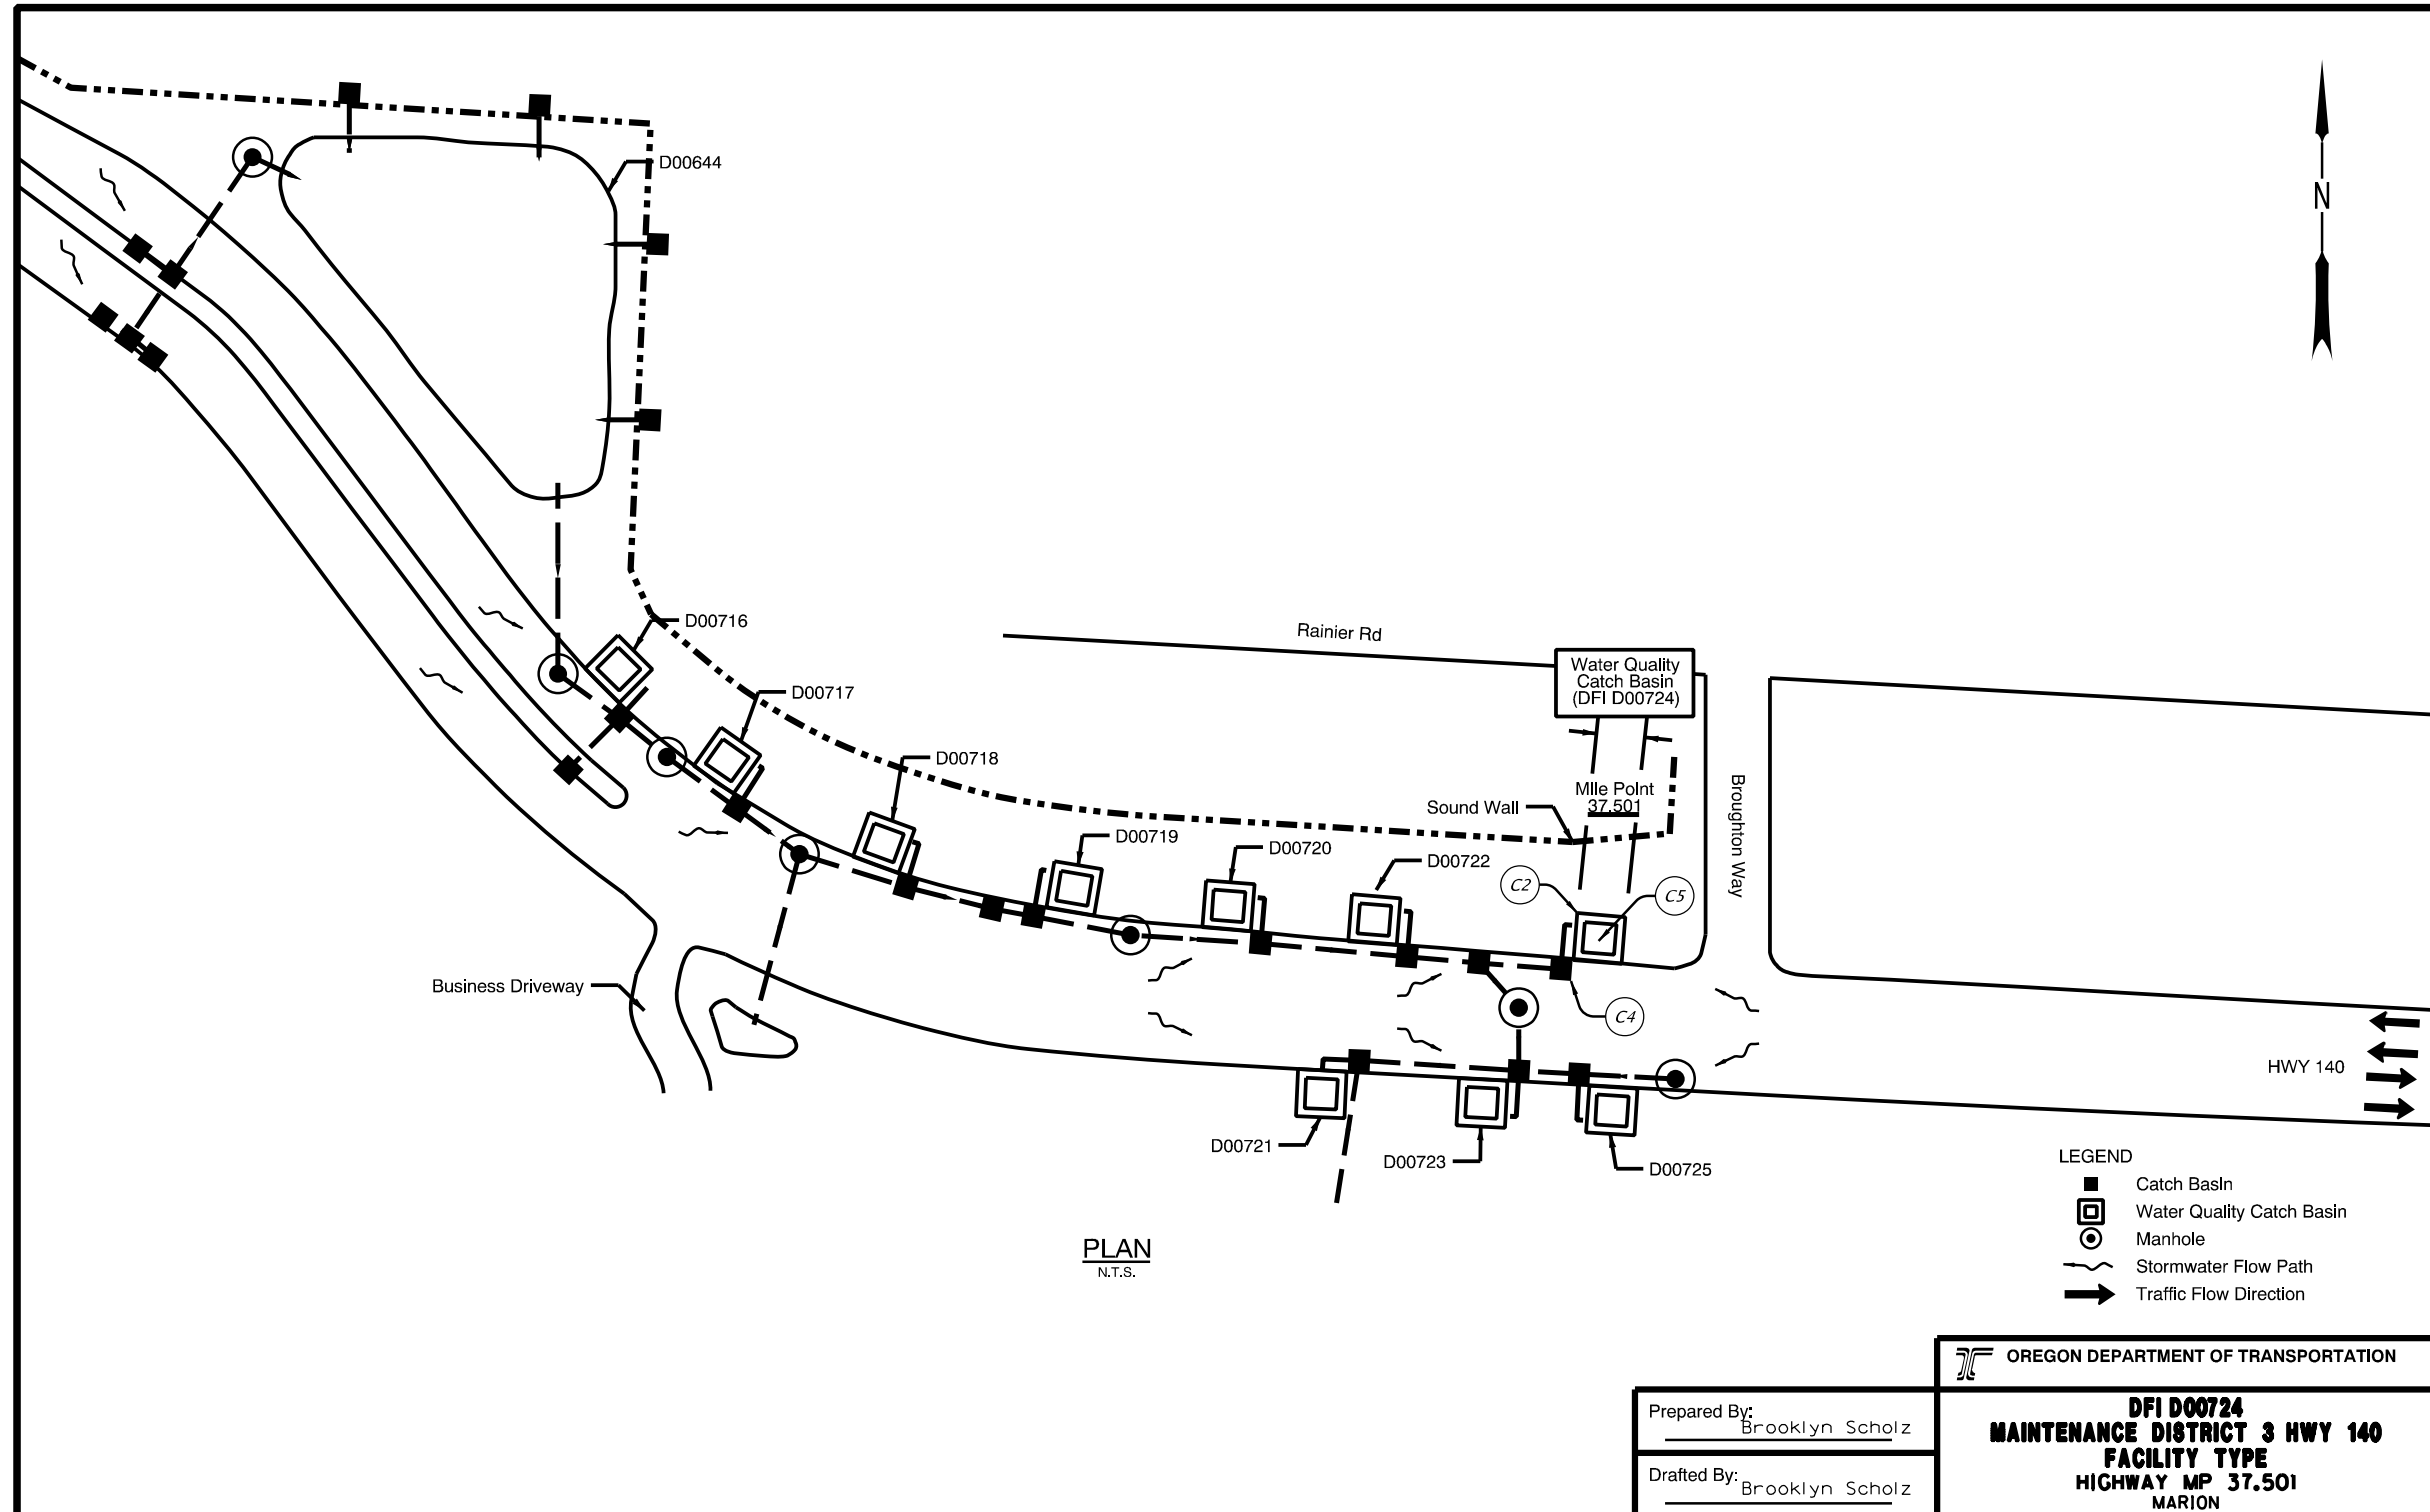 D00644
N
D00716
Rainier Rd
Water Quality
Catch Basin
(DFI D00724)
D00717
D00718
Mile Point
37.501
Sound Wall
Broughton Way
D00719
D00720
D00722
C2
C5
Business Driveway
C4
HWY 140
D00721
D00723
D00725
LEGEND
Catch Basin
Water Quality Catch Basin
Manhole
Stormwater Flow Path
Traffic Flow Direction
PLAN
N.T.S.
OREGON DEPARTMENT OF TRANSPORTATION
Prepared By:
Brooklyn Scholz
Drafted By:
Brooklyn Scholz
DFI D00724
MAINTENANCE DISTRICT 3 HWY 140
FACILITY TYPE
HIGHWAY MP 37.501
MARION